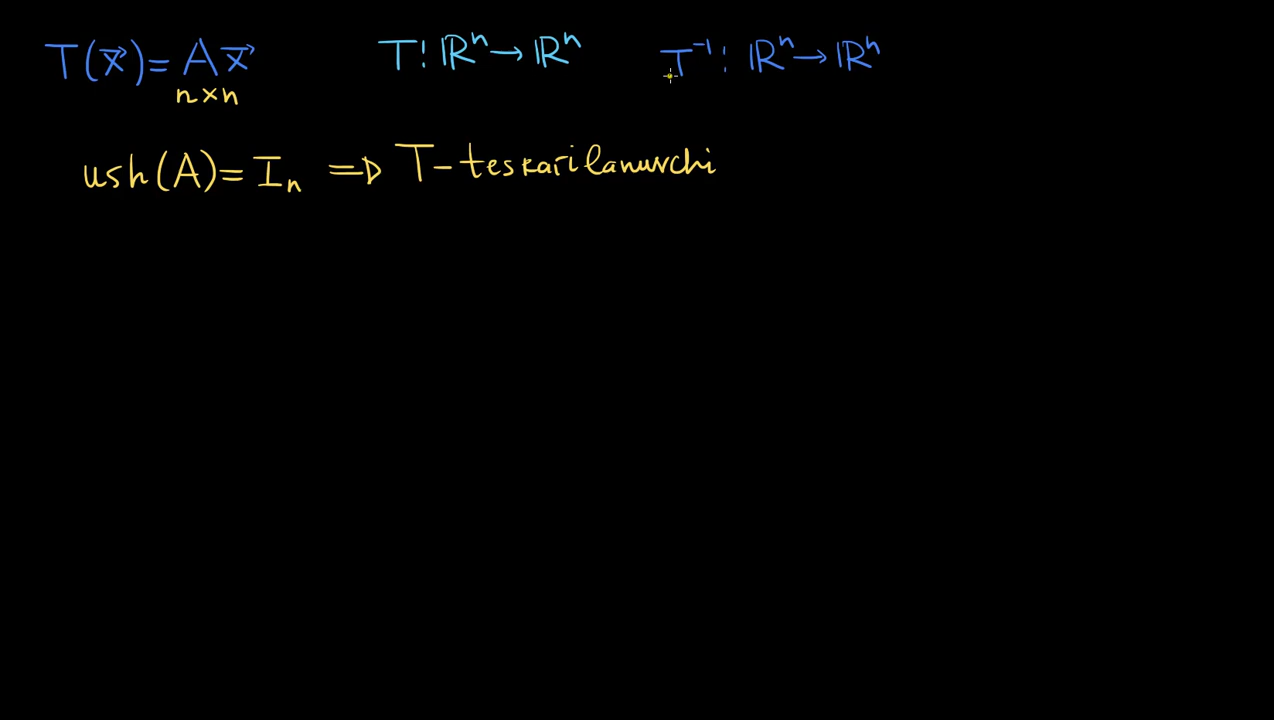 T(x⃗) = A x⃗ T: ℝⁿ → ℝⁿ T⁻¹: ℝⁿ → ℝⁿ
n×n
ush(A) = Iₙ ⇒ T - teskarilanuvchi